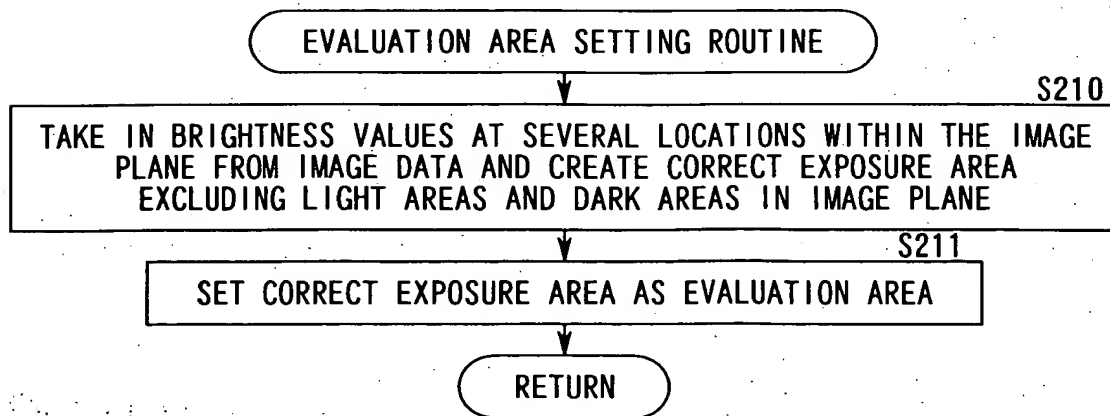 EVALUATION AREA SETTING ROUTINE
S210
TAKE IN BRIGHTNESS VALUES AT SEVERAL LOCATIONS WITHIN THE IMAGE
PLANE FROM IMAGE DATA AND CREATE CORRECT EXPOSURE AREA
EXCLUDING LIGHT AREAS AND DARK AREAS IN IMAGE PLANE
S211
SET CORRECT EXPOSURE AREA AS EVALUATION AREA
RETURN